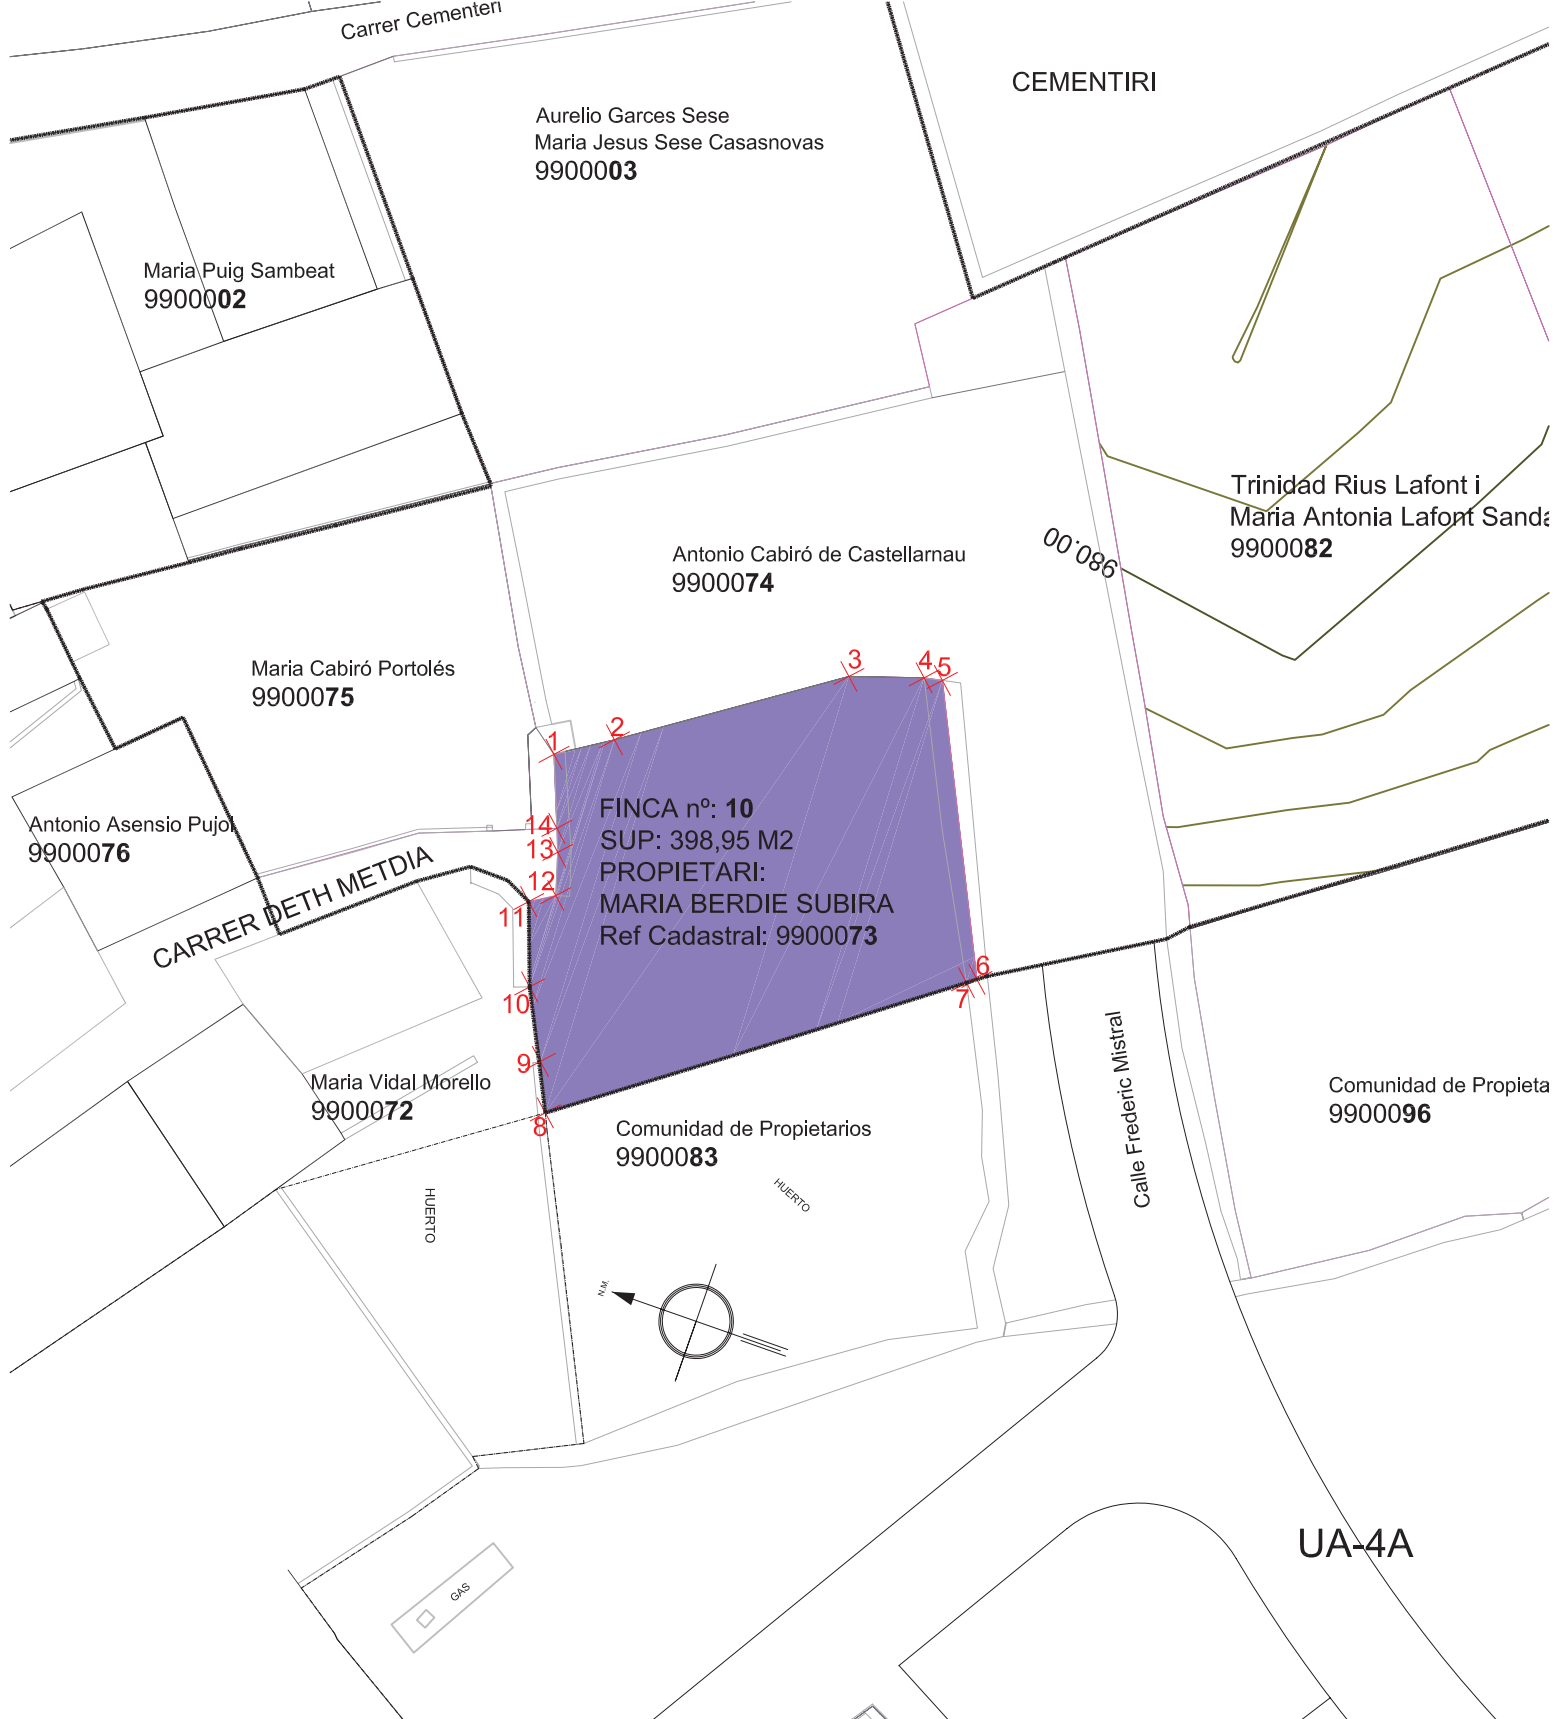 Carrer Cementeri
CEMENTIRI
Aurelio Garces Sese
Maria Jesus Sese Casasnovas
9900003
Maria Puig Sambeat
9900002
Trinidad Rius Lafont i
Maria Antonia Lafont Sanda
9900082
980.00
Antonio Cabiró de Castellarnau
9900074
Maria Cabiró Portolés
9900075
1
2
3
4
5
Antonio Asensio Pujol
9900076
CARRER DETH METDIA
14
13
12
11
10
9
8
7
6
FINCA nº: 10
SUP: 398,95 M2
PROPIETARI:
MARIA BERDIE SUBIRA
Ref Cadastral: 9900073
Maria Vidal Morello
9900072
Comunidad de Propietarios
9900083
Calle Frederic Mistral
Comunidad de Propieta
9900096
HUERTO
HUERTO
N.M.
GAS
UA-4A